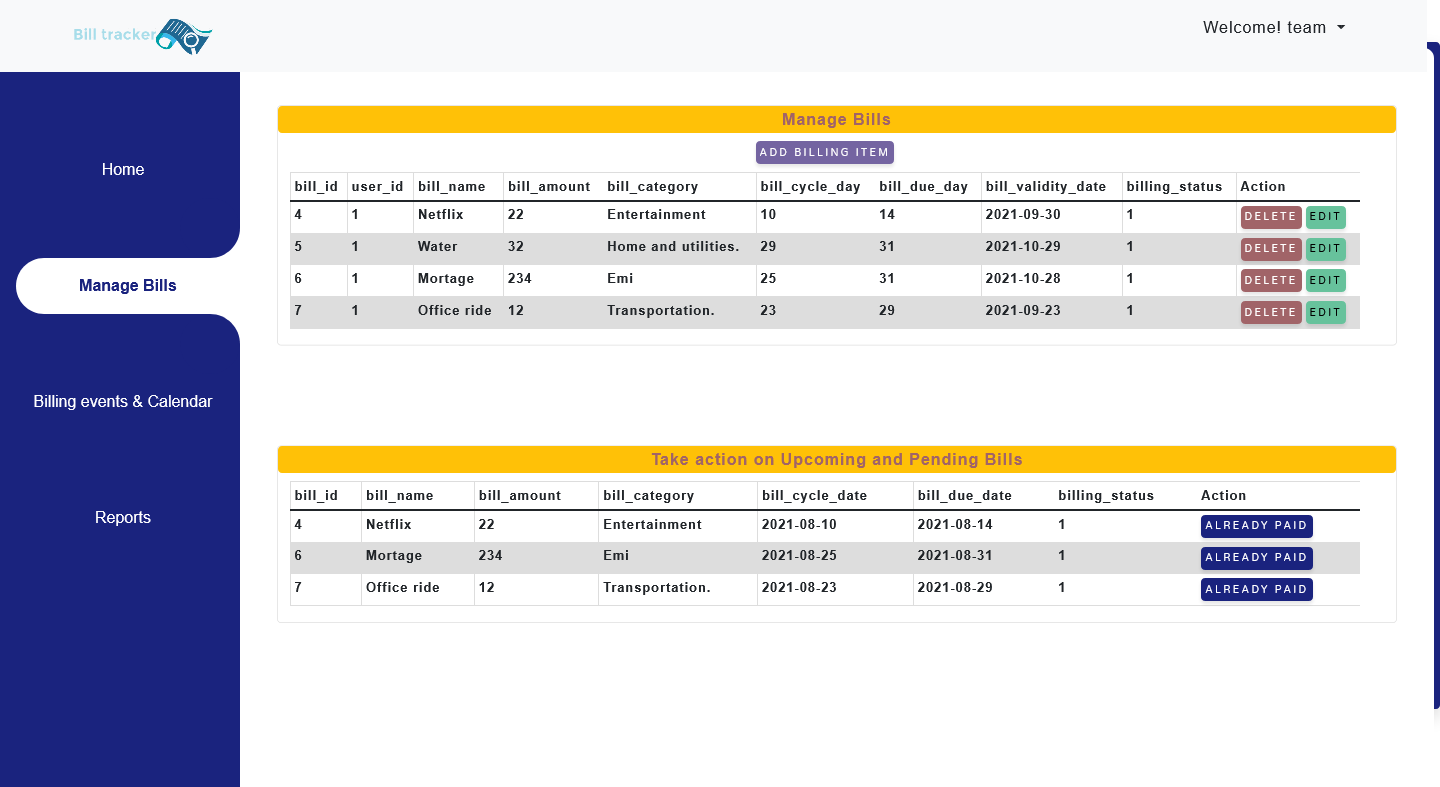 Bill tracker
Welcome! team
Home
Manage Bills
Billing events & Calendar
Reports
Manage Bills
ADD BILLING ITEM
bill_id user_id bill_name bill_amount bill_category bill_cycle_day bill_due_day bill_validity_date billing_status Action
4 1 Netflix 22 Entertainment 10 14 2021-09-30 1 DELETE EDIT
5 1 Water 32 Home and utilities. 29 31 2021-10-29 1 DELETE EDIT
6 1 Mortage 234 Emi 25 31 2021-10-28 1 DELETE EDIT
7 1 Office ride 12 Transportation. 23 29 2021-09-23 1 DELETE EDIT
Take action on Upcoming and Pending Bills
bill_id bill_name bill_amount bill_category bill_cycle_date bill_due_date billing_status Action
4 Netflix 22 Entertainment 2021-08-10 2021-08-14 1 ALREADY PAID
6 Mortage 234 Emi 2021-08-25 2021-08-31 1 ALREADY PAID
7 Office ride 12 Transportation. 2021-08-23 2021-08-29 1 ALREADY PAID